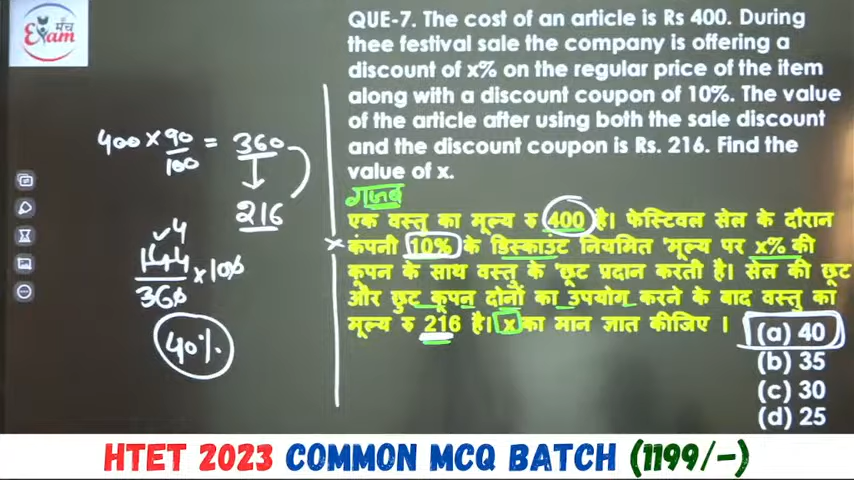 मंच
Exam
QUE-7. The cost of an article is Rs 400. During
thee festival sale the company is offering a
discount of x% on the regular price of the item
along with a discount coupon of 10%. The value
of the article after using both the sale discount
and the discount coupon is Rs. 216. Find the
value of x.
गजब
एक वस्तु का मूल्य रु 400 है। फेस्टिवल सेल के दौरान
कंपनी 10% के डिस्काउंट नियमित 'मूल्य पर x% की
कूपन के साथ वस्तु के 'छूट प्रदान करती है। सेल की छूट
और छुट कूपन दोनों का उपयोग करने के बाद वस्तु का
मूल्य रु 216 है। x का मान ज्ञात कीजिए ।
(a) 40
(b) 35
(c) 30
(d) 25
400 × 90/100 = 360
216
4
144/360 × 100
40%
HTET 2023 COMMON MCQ BATCH (1199/-)